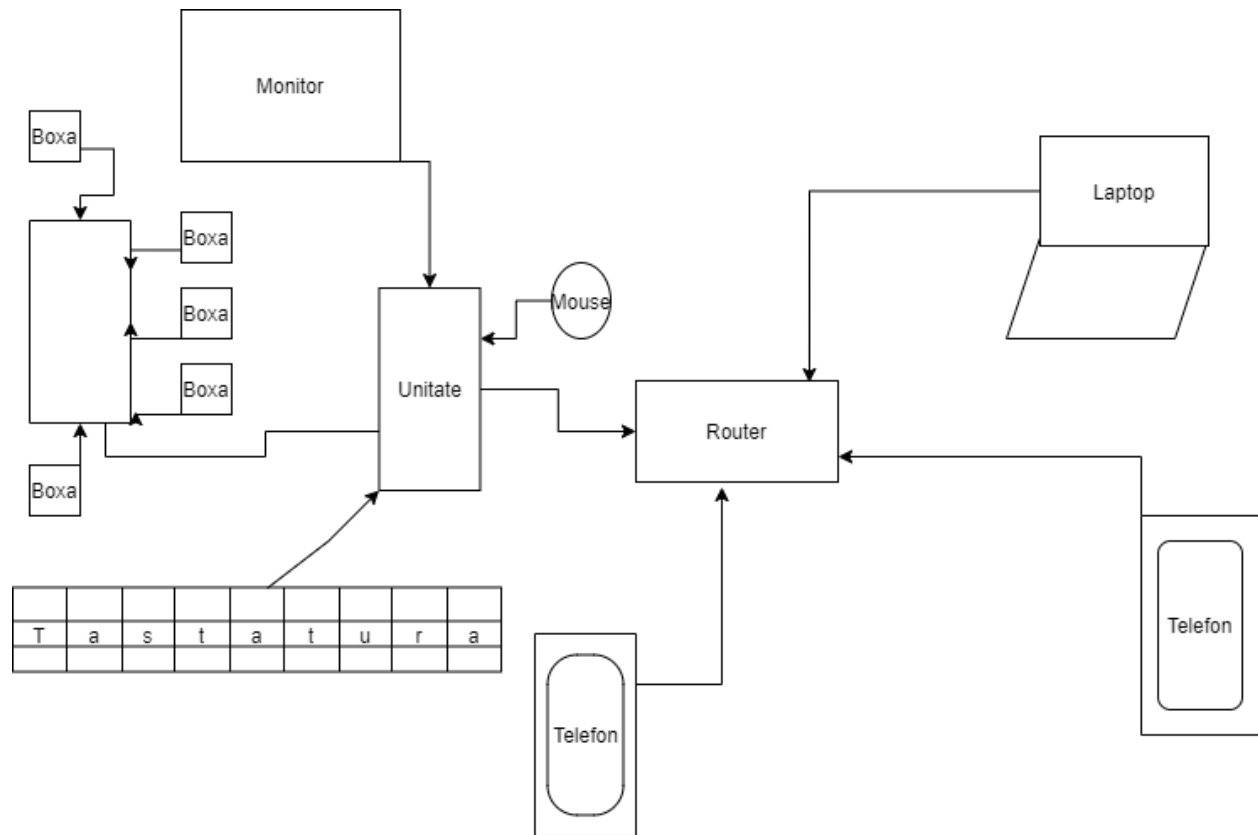 Monitor
Boxa
Laptop
Boxa
Mouse
Boxa
Boxa
Unitate
Router
Boxa
T a s t a t u r a
Telefon
Telefon